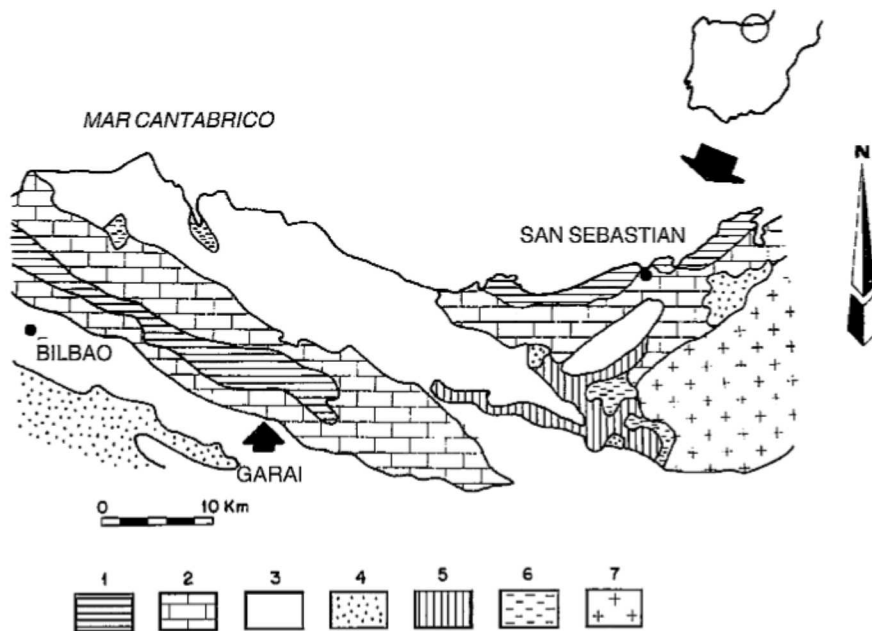 MAR CANTABRICO
N
SAN SEBASTIAN
BILBAO
GARAI
0 10 Km
1 2 3 4 5 6 7